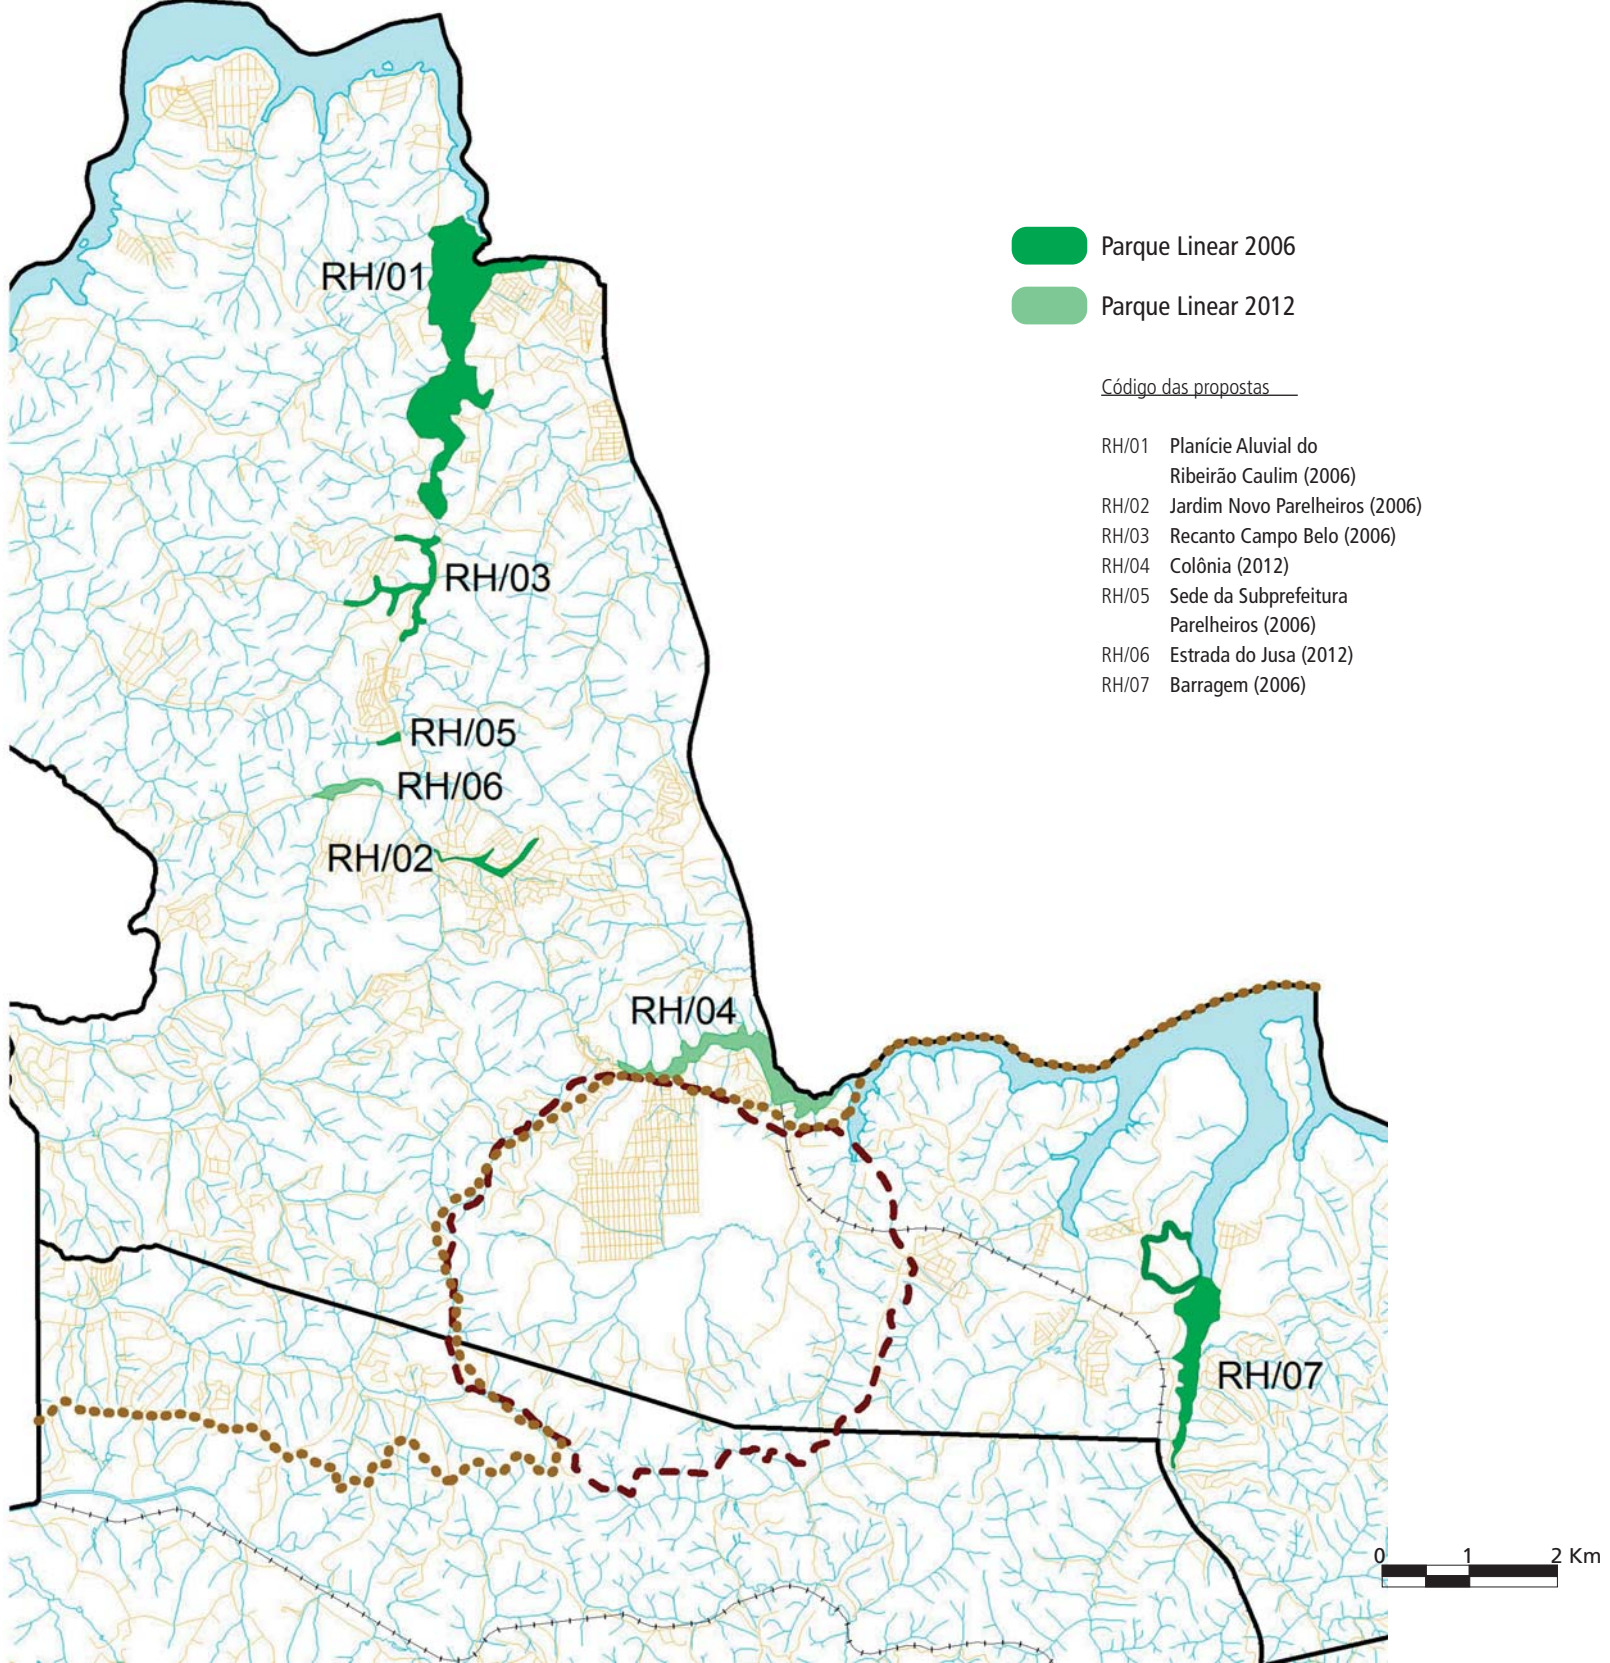 RH/01
RH/03
RH/05
RH/06
RH/02
RH/04
RH/07
Parque Linear 2006
Parque Linear 2012
Código das propostas
RH/01 Planície Aluvial do
Ribeirão Caulim (2006)
RH/02 Jardim Novo Parelheiros (2006)
RH/03 Recanto Campo Belo (2006)
RH/04 Colônia (2012)
RH/05 Sede da Subprefeitura
Parelheiros (2006)
RH/06 Estrada do Jusa (2012)
RH/07 Barragem (2006)
0 1 2 Km